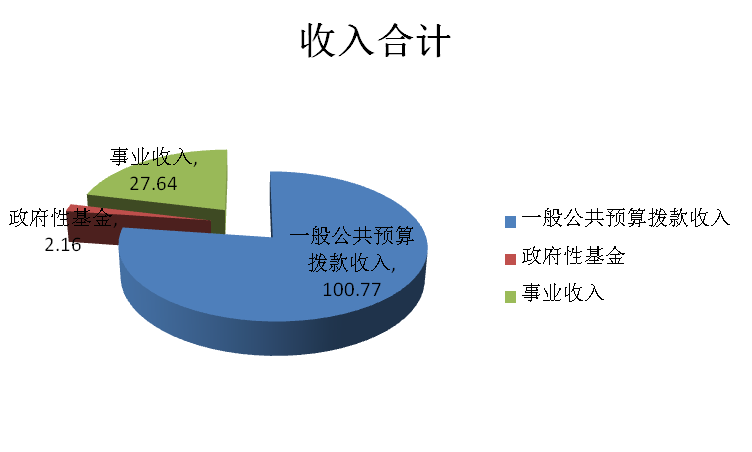 收入合计
事业收入,
27.64
政府性基金,
2.16
一般公共预算
拨款收入,
100.77
一般公共预算拨款收入
政府性基金
事业收入